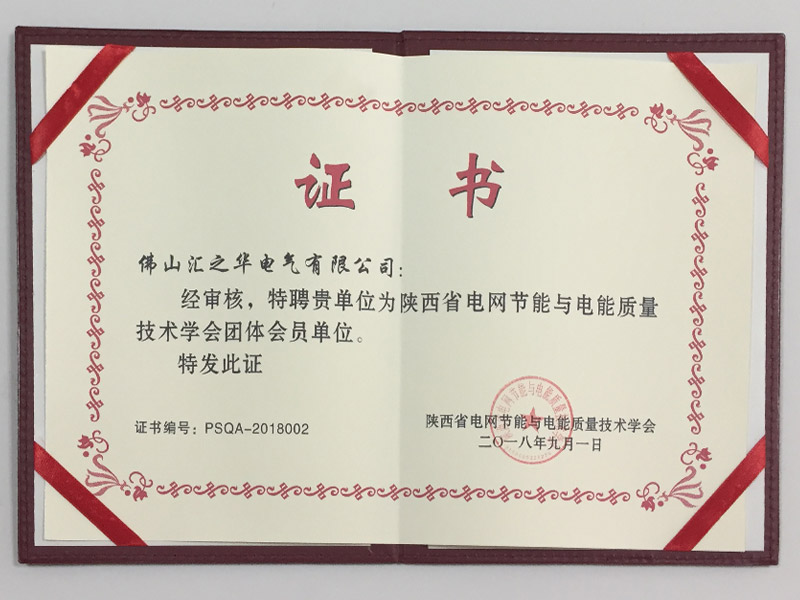 证书
佛山汇之华电气有限公司：
经审核，特聘贵单位为陕西省电网节能与电能质量
技术学会团体会员单位。
特发此证
证书编号：PSQA-2018002
陕西省电网节能与电能质量技术学会
二〇一八年九月一日